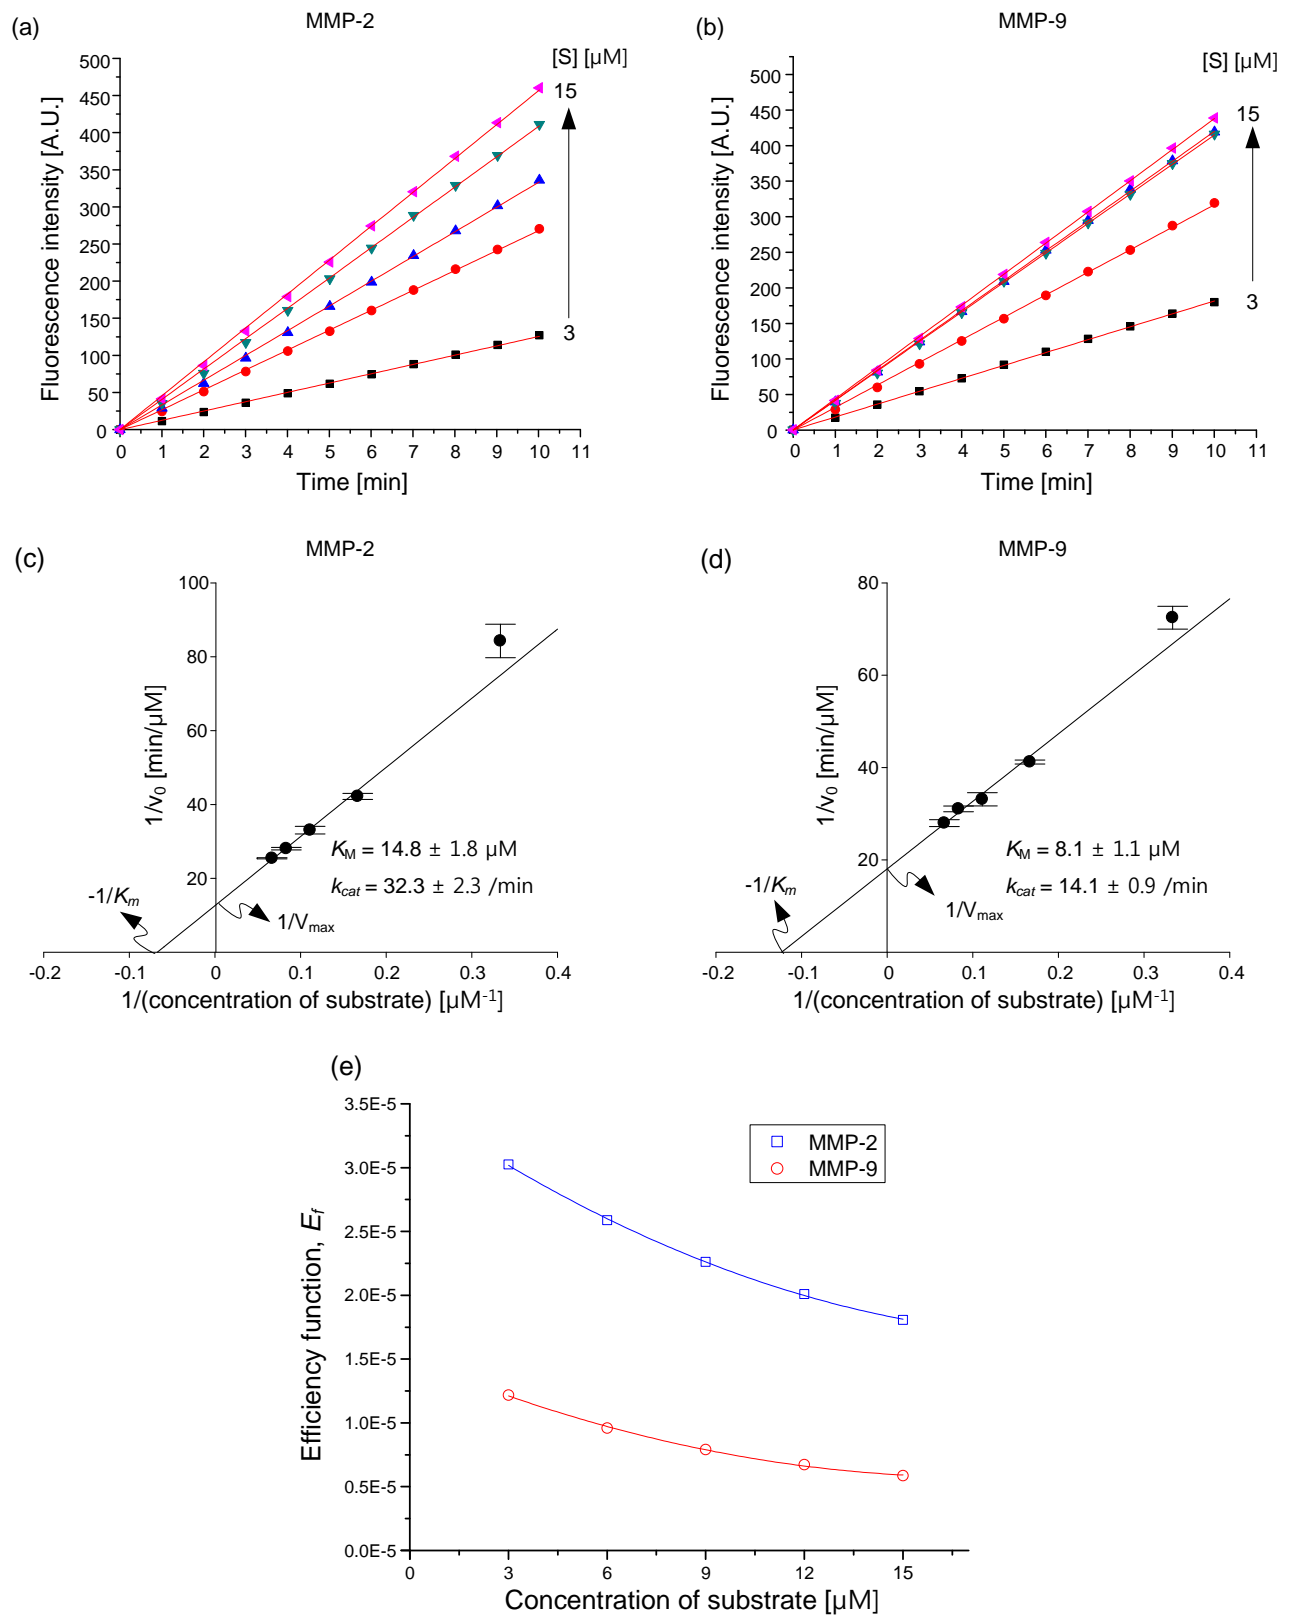 (a)
MMP-2
Fluorescence intensity [A.U.]
500
450
400
350
300
250
200
150
100
50
0
[S] [μM]
15
3
0 1 2 3 4 5 6 7 8 9 10 11
Time [min]
(b)
MMP-9
Fluorescence intensity [A.U.]
500
450
400
350
300
250
200
150
100
50
0
[S] [μM]
15
3
0 1 2 3 4 5 6 7 8 9 10 11
Time [min]
(c)
MMP-2
1/v0 [min/μM]
100
80
60
40
20
KM = 14.8 ± 1.8 μM
kcat = 32.3 ± 2.3 /min
-1/Km
1/Vmax
-0.2 -0.1 0 0.1 0.2 0.3 0.4
1/(concentration of substrate) [μM-1]
(d)
MMP-9
1/v0 [min/μM]
80
60
40
20
KM = 8.1 ± 1.1 μM
kcat = 14.1 ± 0.9 /min
-1/Km
1/Vmax
-0.2 -0.1 0 0.1 0.2 0.3 0.4
1/(concentration of substrate) [μM-1]
(e)
Efficiency function, Ef
3.5E-5
3.0E-5
2.5E-5
2.0E-5
1.5E-5
1.0E-5
0.5E-5
0.0E-5
MMP-2
MMP-9
0 3 6 9 12 15
Concentration of substrate [μM]